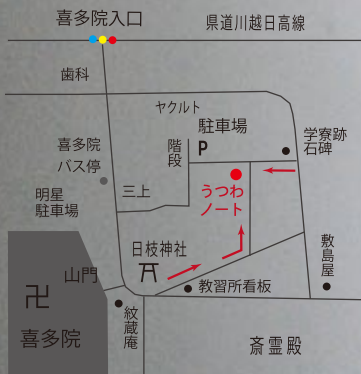 喜多院入口
県道川越日高線
歯科
ヤクルト
駐車場
P
階段
学寮跡
石碑
喜多院
バス停
明星
駐車場
三上
うつわ
ノート
日枝神社
敷島屋
山門
卍
喜多院
紋蔵庵
教習所看板
斎霊殿